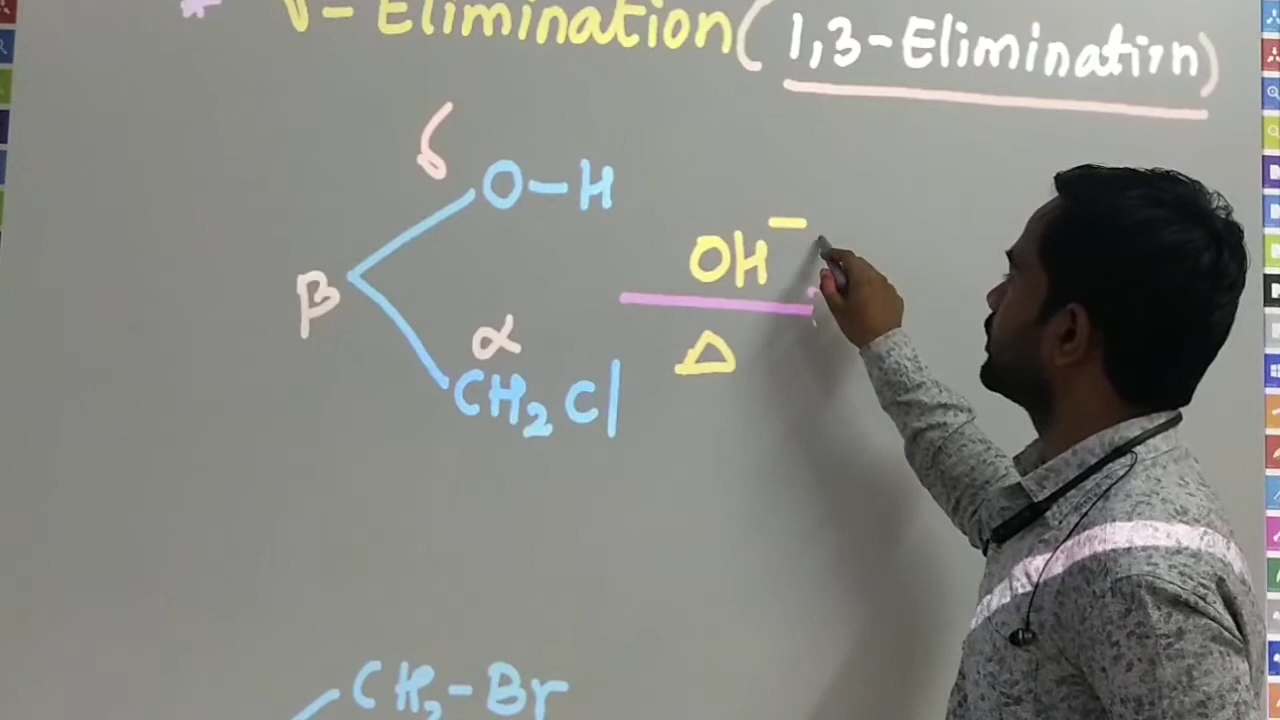 * γ-Elimination (1,3-Elimination)
γ
O-H
β
OH⁻
Δ
α
CH₂Cl
CH₂-Br